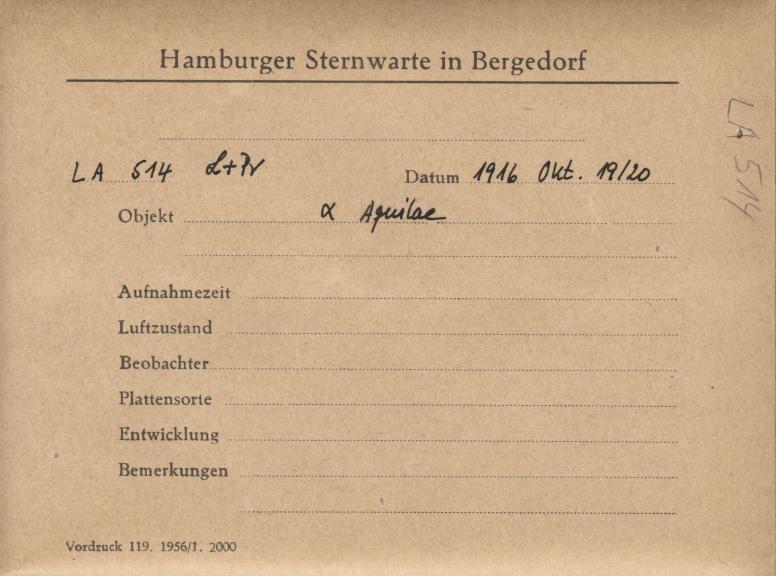 Hamburger Sternwarte in Bergedorf
LA 514 L+Pr Datum 1916 Okt. 19/20
Objekt α Aquilae
Aufnahmezeit
Luftzustand
Beobachter
Plattensorte
Entwicklung
Bemerkungen
Vordruck 119. 1956/1. 2000
LA 514